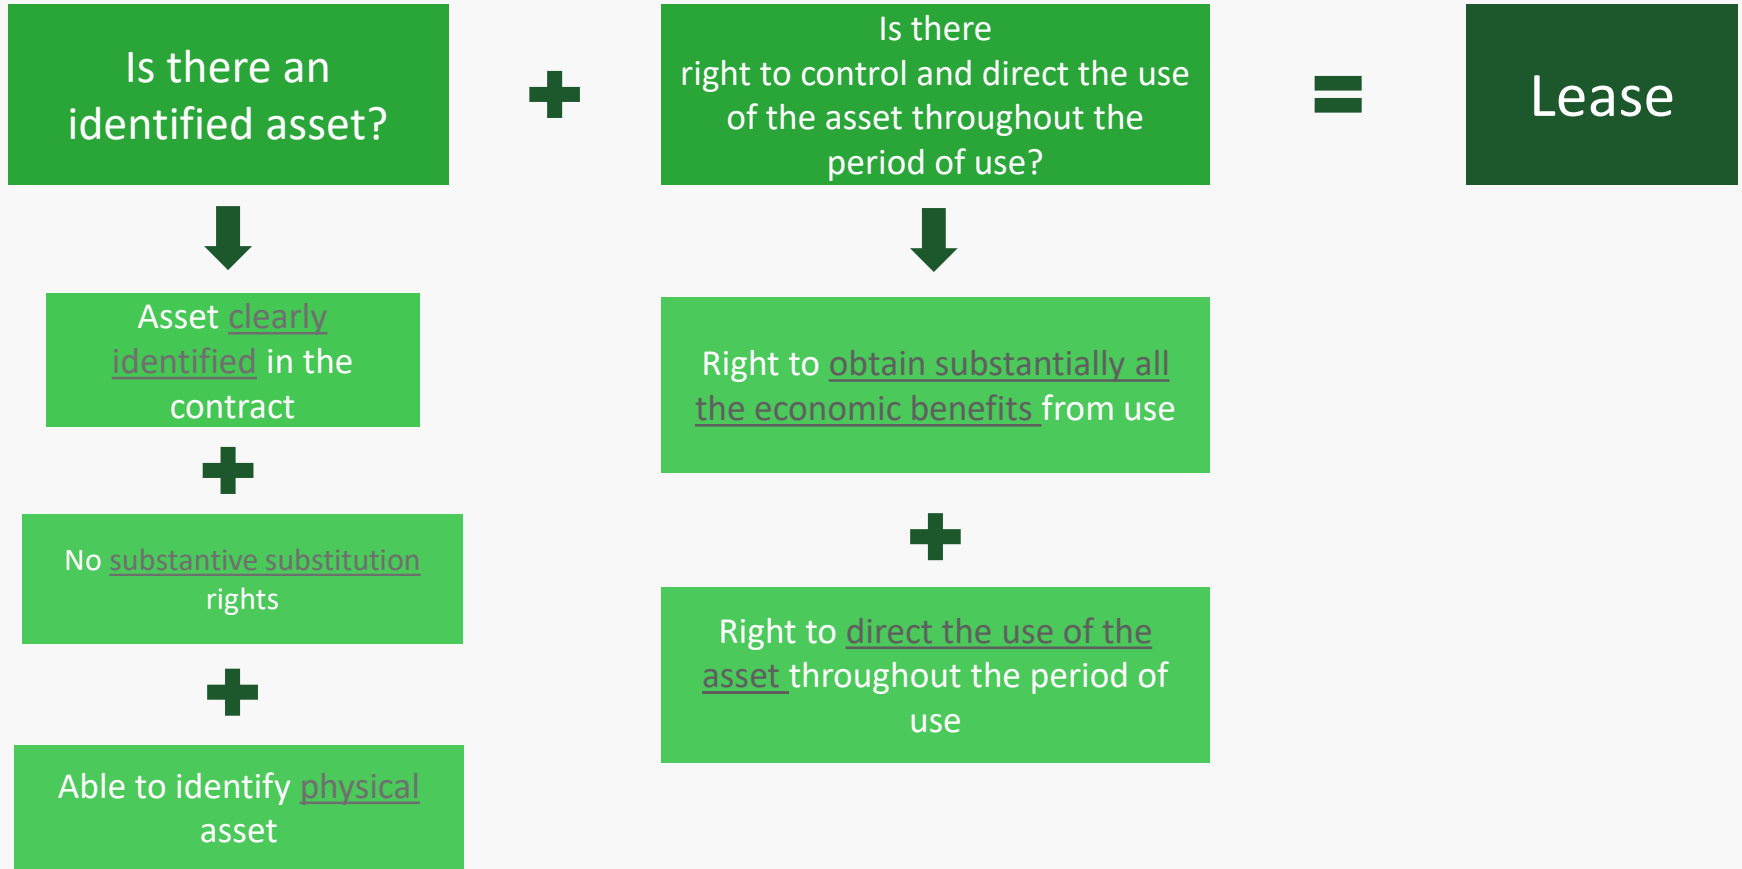 Is there an
identified asset?
Is there
right to control and direct the use
of the asset throughout the
period of use?
Lease
Asset clearly
identified in the
contract
No substantive substitution
rights
Able to identify physical
asset
Right to obtain substantially all
the economic benefits from use
Right to direct the use of the
asset throughout the period of
use